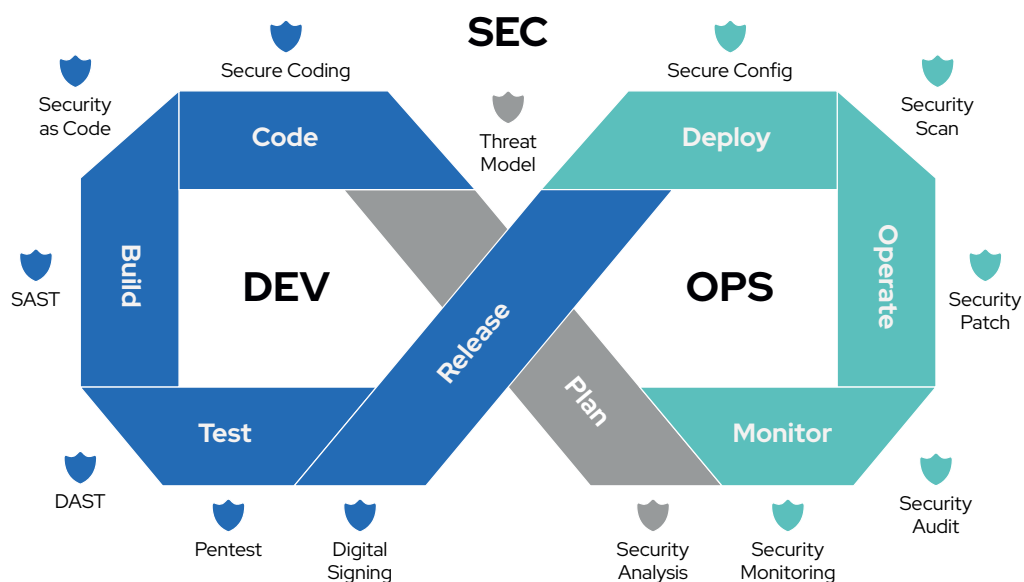 SEC
Secure Coding
Secure Config
Security
as Code
Threat
Model
Security
Scan
Code
Deploy
Build
DEV
OPS
Operate
SAST
Security
Patch
Release
Plan
Test
Monitor
DAST
Security
Audit
Pentest
Digital
Signing
Security
Analysis
Security
Monitoring